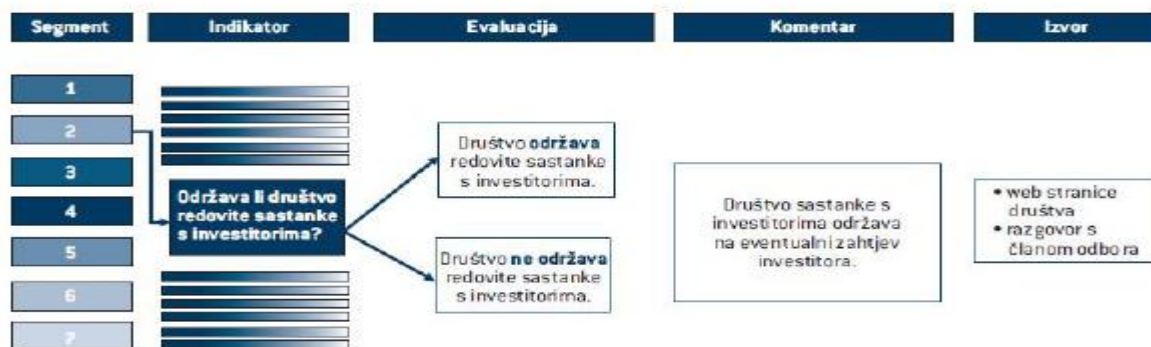 Segment
Indikator
Evaluacija
Komentar
Izvor
1
2
3
4
5
6
7
Održava li društvo
redovite sastanke
s investitorima?
Društvo održava
redovite sastanke
s investitorima.
Društvo ne održava
redovite sastanke
s investitorima.
Društvo sastanke s
investitorima održava
na eventualni zahtjev
investitora.
• web stranice
društva
• razgovor s
članom odbora